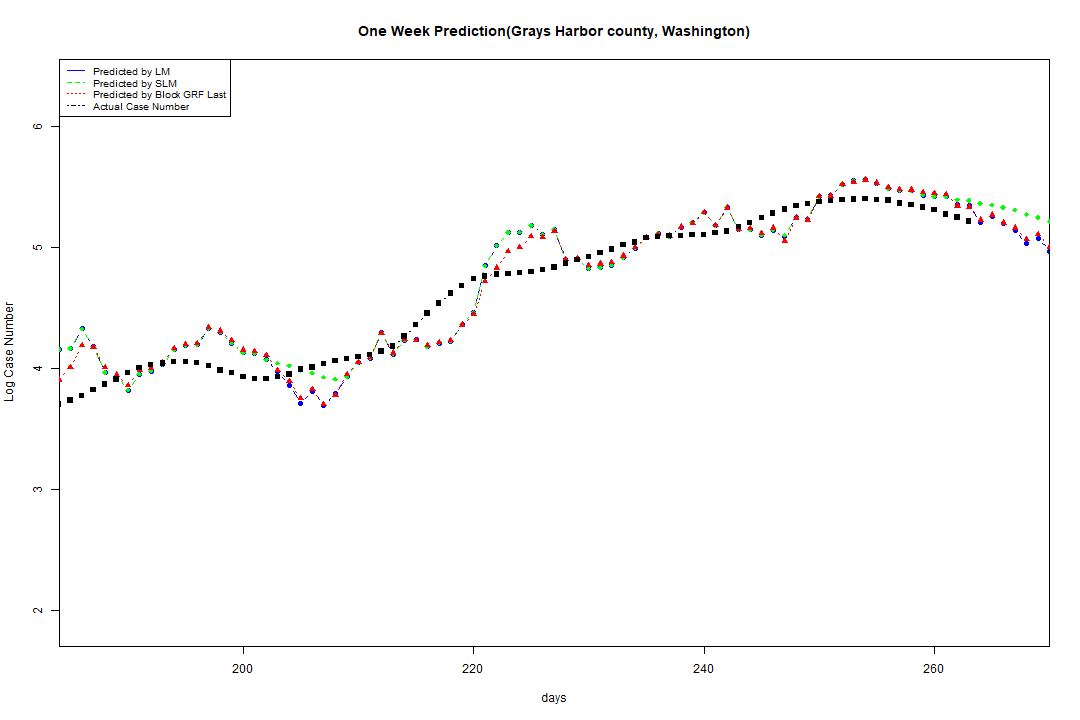 One Week Prediction(Grays Harbor county, Washington)
Predicted by LM
Predicted by SLM
Predicted by Block GRF Last
Actual Case Number
6
5
4
3
2
Log Case Number
200 220 240 260
days